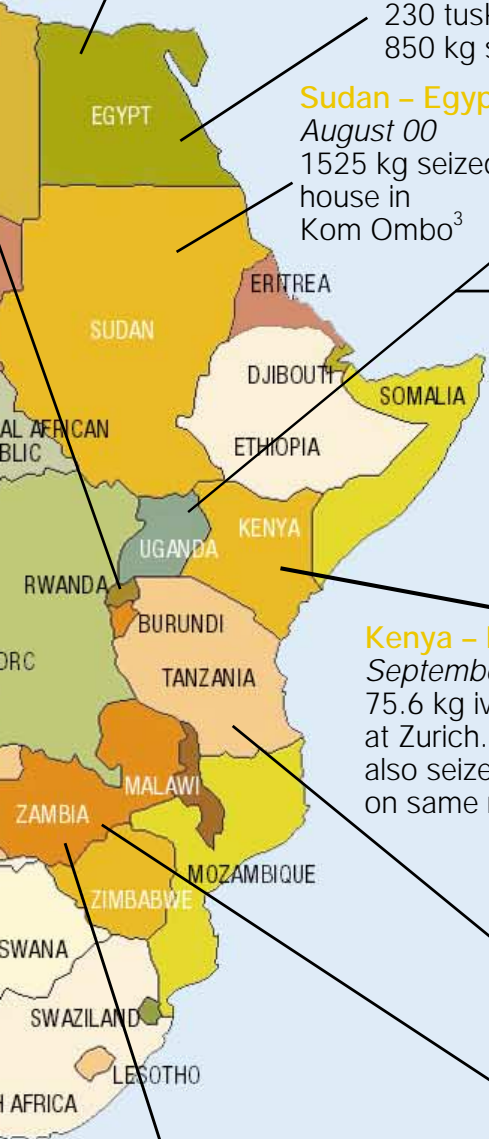 230 tusk
850 kg s
EGYPT
Sudan – Egyp
August 00
1525 kg seized
house in
Kom Ombo3
ERITREA
SUDAN
DJIBOUTI
SOMALIA
AL AFRICAN
BLIC
ETHIOPIA
KENYA
UGANDA
RWANDA
BURUNDI
Kenya –
DRC
TANZANIA
Septembe
75.6 kg iv
at Zurich.
also seize
on same
MALAWI
ZAMBIA
MOZAMBIQUE
ZIMBABWE
SWANA
SWAZILAND
LESOTHO
H AFRICA